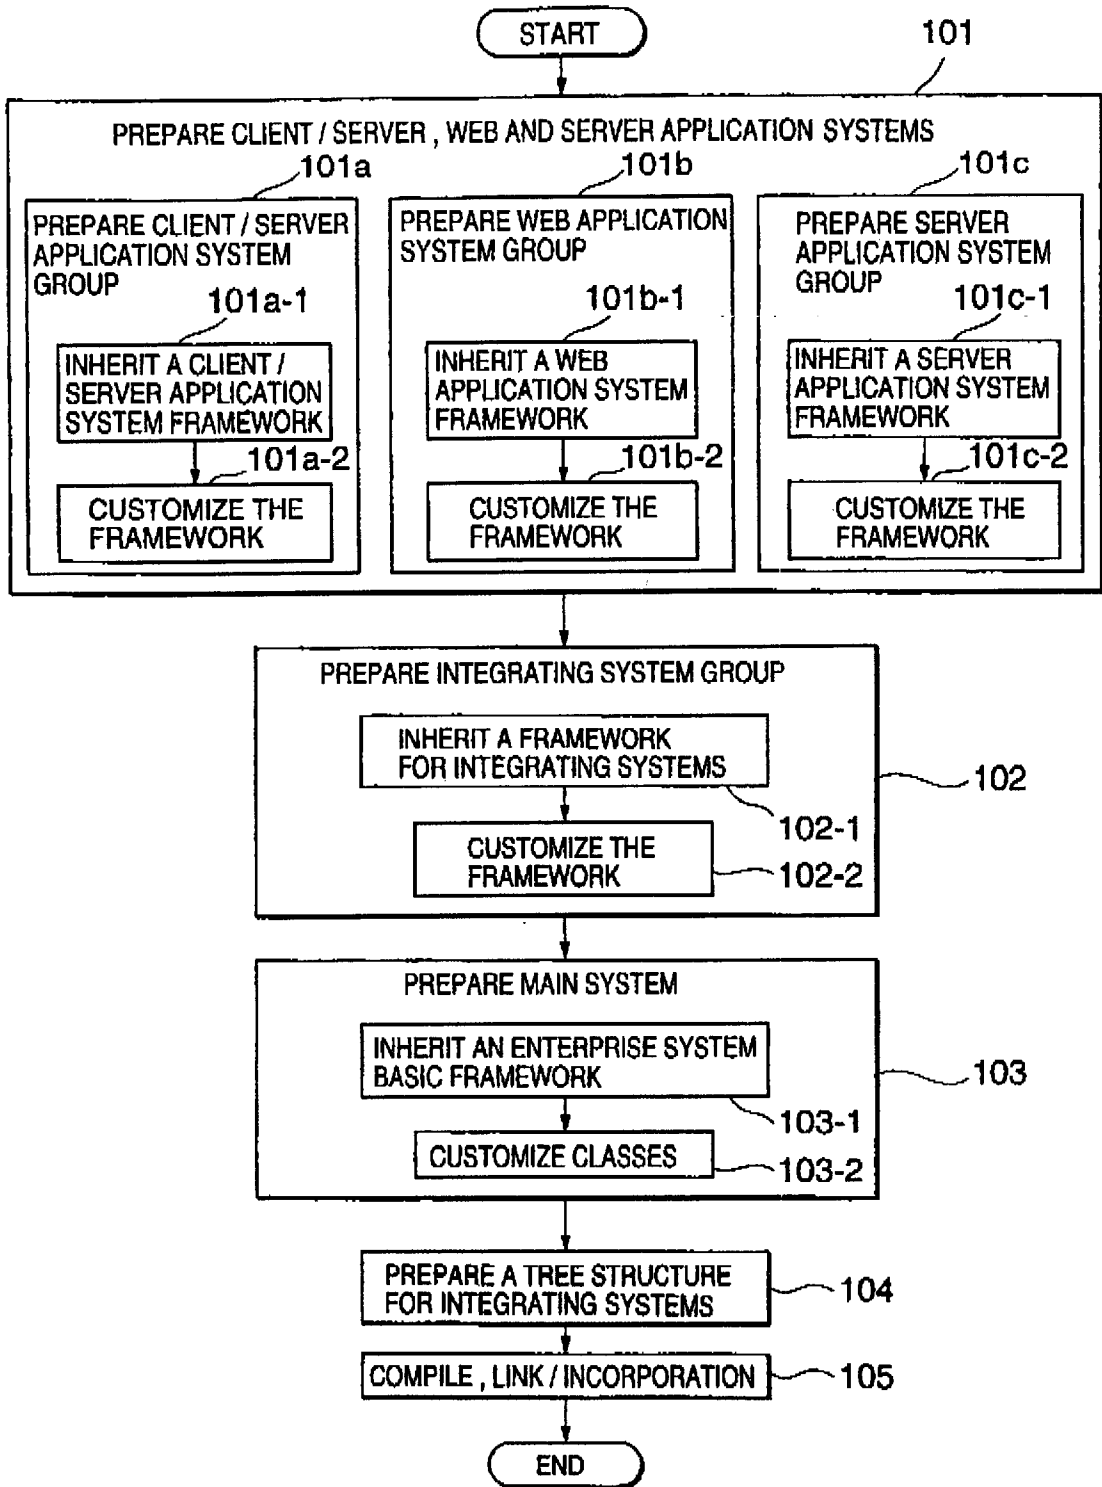 START
101
PREPARE CLIENT / SERVER , WEB AND SERVER APPLICATION SYSTEMS
101a
PREPARE CLIENT / SERVER
APPLICATION SYSTEM
GROUP
101a-1
INHERIT A CLIENT /
SERVER APPLICATION
SYSTEM FRAMEWORK
101a-2
CUSTOMIZE THE
FRAMEWORK
101b
PREPARE WEB APPLICATION
SYSTEM GROUP
101b-1
INHERIT A WEB
APPLICATION SYSTEM
FRAMEWORK
101b-2
CUSTOMIZE THE
FRAMEWORK
101c
PREPARE SERVER
APPLICATION SYSTEM
GROUP
101c-1
INHERIT A SERVER
APPLICATION SYSTEM
FRAMEWORK
101c-2
CUSTOMIZE THE
FRAMEWORK
PREPARE INTEGRATING SYSTEM GROUP
INHERIT A FRAMEWORK
FOR INTEGRATING SYSTEMS
102
102-1
CUSTOMIZE THE
FRAMEWORK
102-2
PREPARE MAIN SYSTEM
INHERIT AN ENTERPRISE SYSTEM
BASIC FRAMEWORK
103
103-1
CUSTOMIZE CLASSES
103-2
PREPARE A TREE STRUCTURE
FOR INTEGRATING SYSTEMS
104
COMPILE , LINK / INCORPORATION
105
END